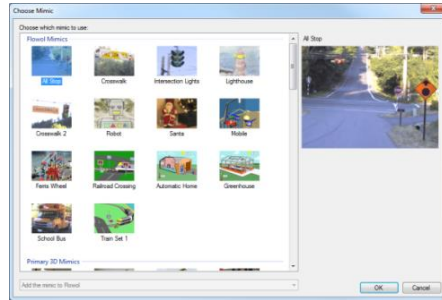 Choose Mimic
Choose which mimic to use:
Flowol Mimics
All Stop
Crosswalk
Intersection Lights
Lighthouse
Crosswalk 2
Robot
Santa
Mobile
Ferris Wheel
Railroad Crossing
Automatic Home
Greenhouse
School Bus
Train Set 1
Primary 2D Mimics
Add the mimic to Flowol
All Stop
OK
Cancel